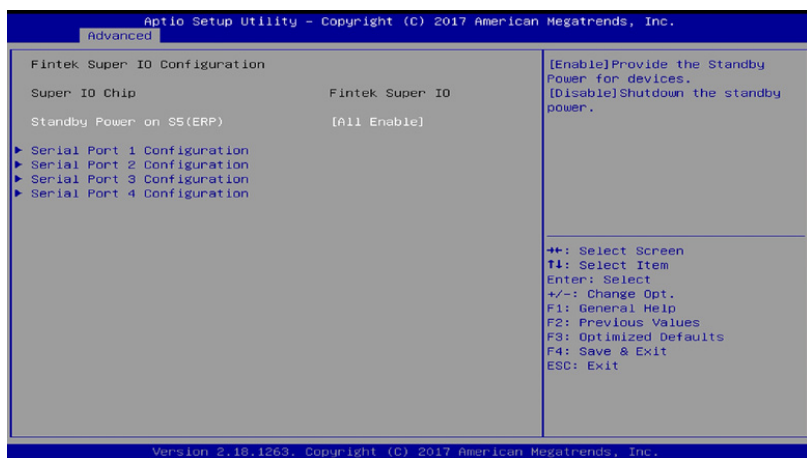 Aptio Setup Utility – Copyright (C) 2017 American Megatrends, Inc.
Advanced
Fintek Super IO Configuration
Super IO Chip Fintek Super IO
Standby Power on S5(ERP) [All Enable]
▶ Serial Port 1 Configuration
▶ Serial Port 2 Configuration
▶ Serial Port 3 Configuration
▶ Serial Port 4 Configuration
[Enable]Provide the Standby
Power for devices.
[Disable]Shutdown the standby
power.
→←: Select Screen
↑↓: Select Item
Enter: Select
+/-: Change Opt.
F1: General Help
F2: Previous Values
F3: Optimized Defaults
F4: Save & Exit
ESC: Exit
Version 2.18.1263. Copyright (C) 2017 American Megatrends, Inc.